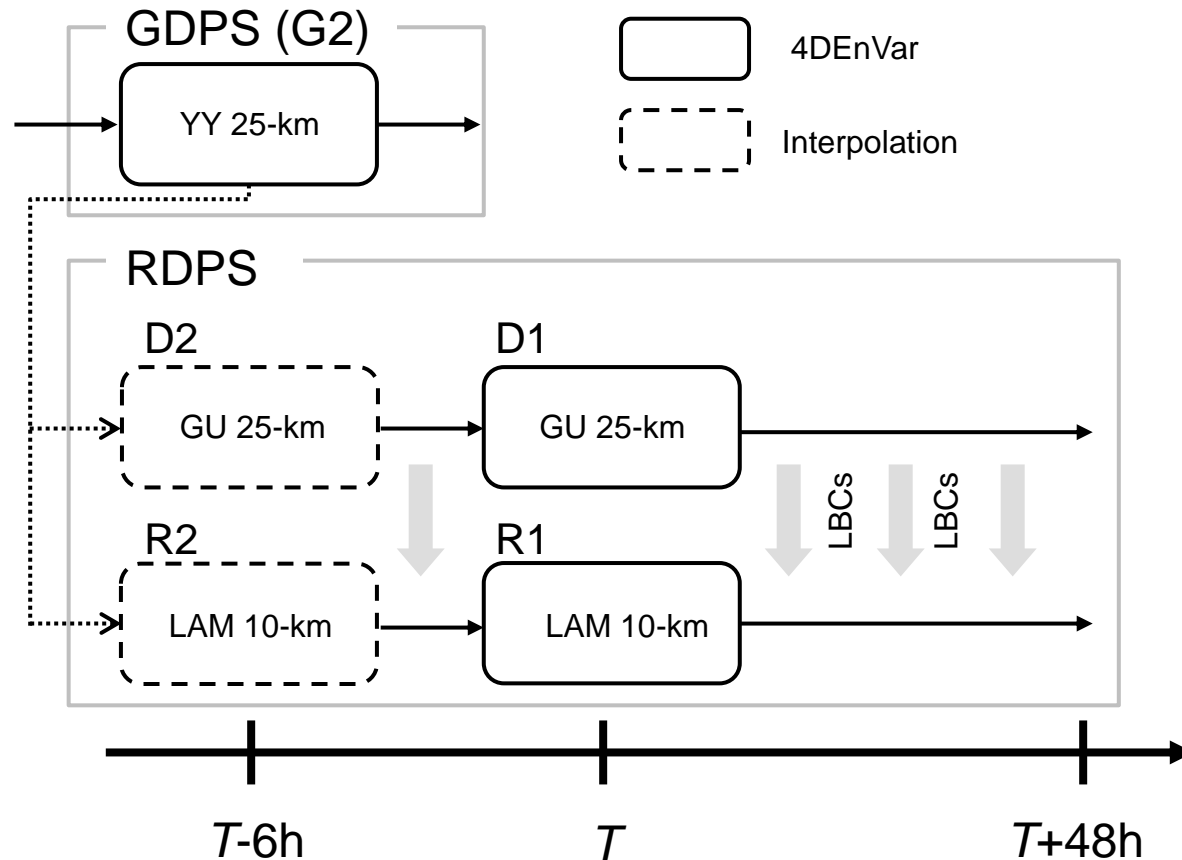 GDPS (G2)
YY 25-km
4DEnVar
Interpolation
RDPS
D2
D1
GU 25-km
GU 25-km
LBCs
LBCs
R2
R1
LAM 10-km
LAM 10-km
T-6h
T
T+48h